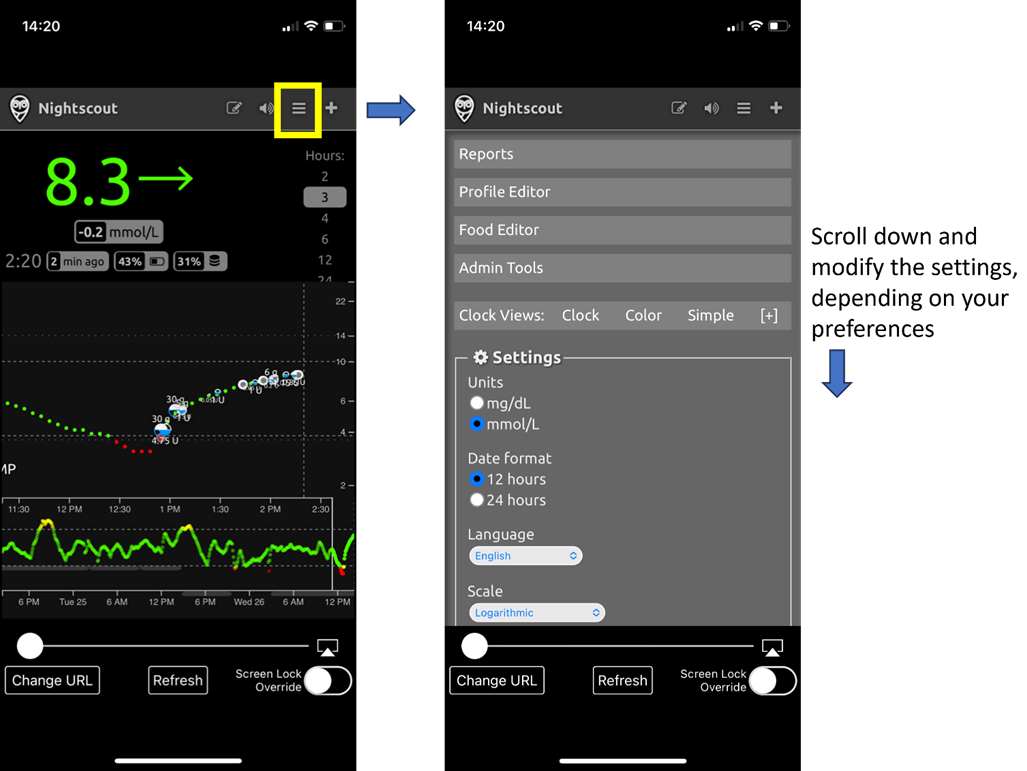 14:20
Nightscout
8.3
Hours:
2
3
4
6
12
24
-0.2 mmol/L
2:20 2 min ago 43% 31%
22
14
10
6
4
2
6 g
1 U
30 g
1 U
30 g
4.75 U
MP
11:30 12 PM 12:30 1 PM 1:30 2 PM 2:30
6 PM Tue 25 6 AM 12 PM 6 PM Wed 26 6 AM 12 PM
Change URL
Refresh
Screen Lock
Override
14:20
Nightscout
Reports
Profile Editor
Food Editor
Admin Tools
Clock Views: Clock Color Simple [+]
Settings
Units
mg/dL
mmol/L
Date format
12 hours
24 hours
Language
English
Scale
Logarithmic
Change URL
Refresh
Screen Lock
Override
Scroll down and
modify the settings,
depending on your
preferences